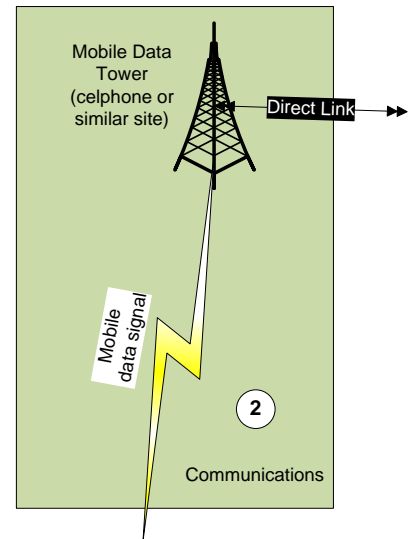 Mobile Data
Tower
(celphone or
similar site)
Direct Link
Mobile
data signal
2
Communications